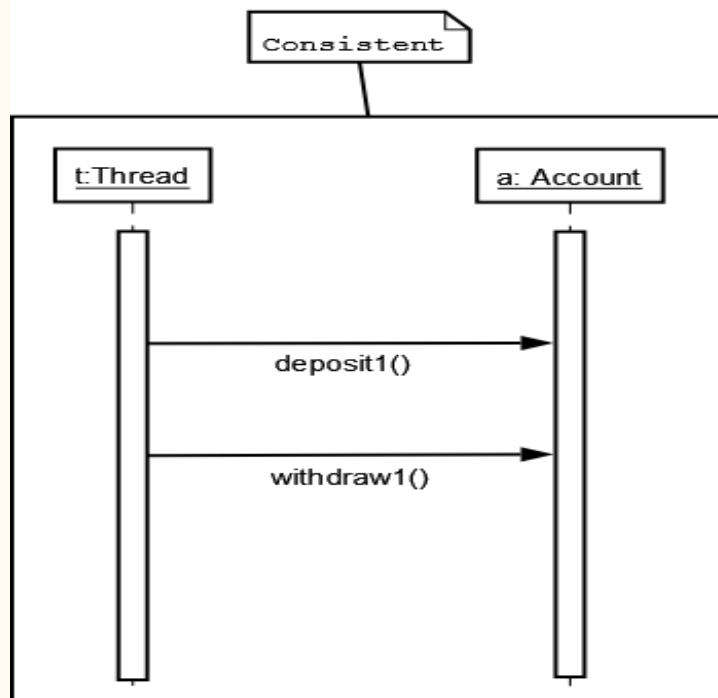 Consistent
t:Thread
a: Account
deposit1()
withdraw1()